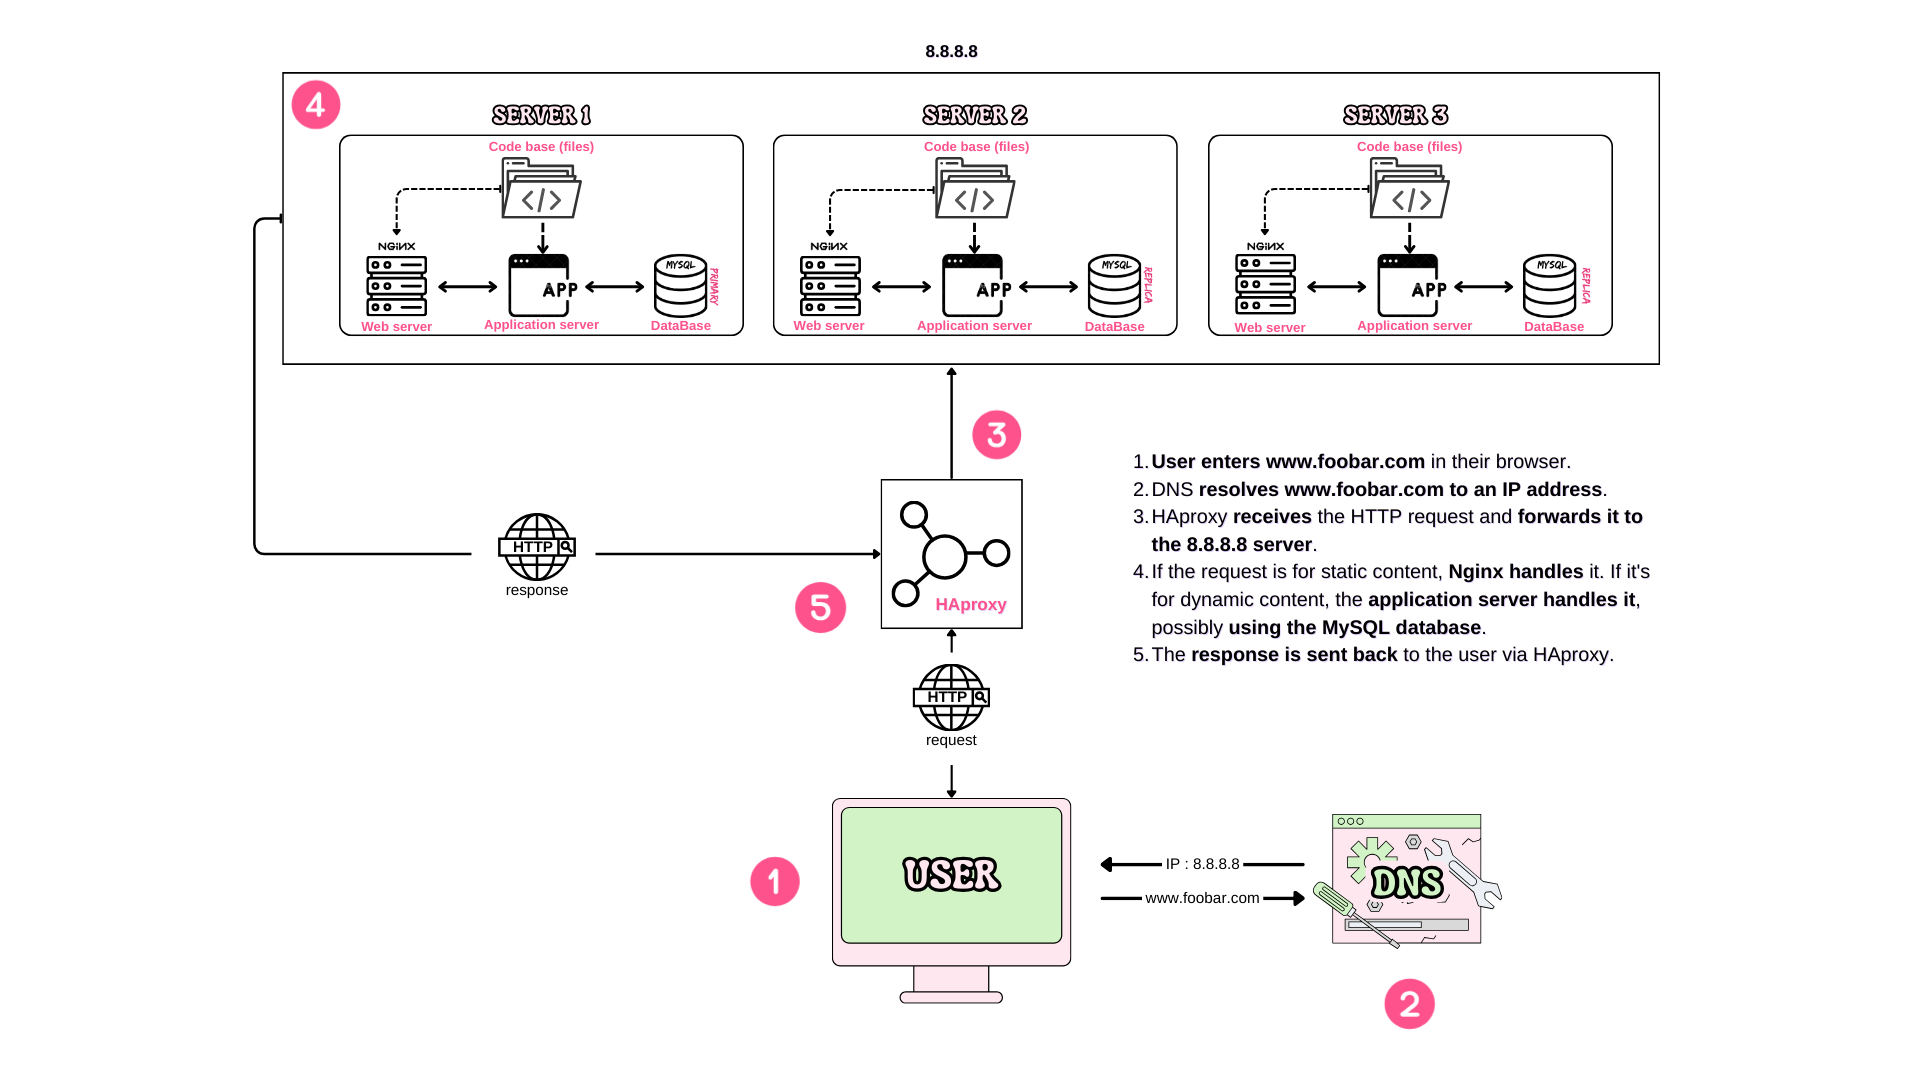 8.8.8.8
4
SERVER 1
SERVER 2
SERVER 3
Code base (files)
Code base (files)
Code base (files)
</>
</>
</>
NGINX
NGINX
NGINX
MYSQL
PRIMARY
MYSQL
REPLICA
MYSQL
REPLICA
APP
APP
APP
Web server
Application server
DataBase
Web server
Application server
DataBase
Web server
Application server
DataBase
3
1. User enters www.foobar.com in their browser.
2. DNS resolves www.foobar.com to an IP address.
3. HAproxy receives the HTTP request and forwards it to
the 8.8.8.8 server.
4. If the request is for static content, Nginx handles it. If it's
for dynamic content, the application server handles it,
possibly using the MySQL database.
5. The response is sent back to the user via HAproxy.
HTTP
response
5
HAproxy
HTTP
request
1
USER
IP : 8.8.8.8
www.foobar.com
DNS
2